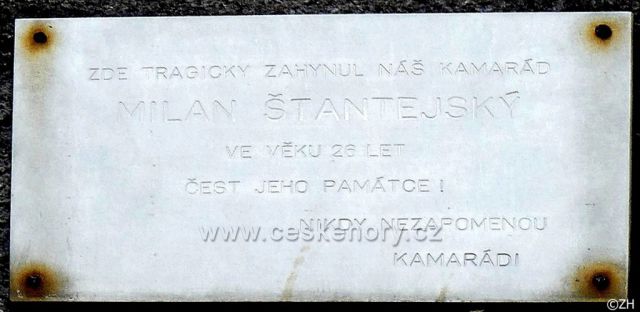 ZDE TRAGICKY ZAHYNUL NÁŠ KAMARÁD
MILAN ŠTANTEJSKÝ
VE VĚKU 26 LET
ČEST JEHO PAMÁTCE!
NIKDY NEZAPOMENOU
www.ceskehory.cz
KAMARÁDI
©ZH